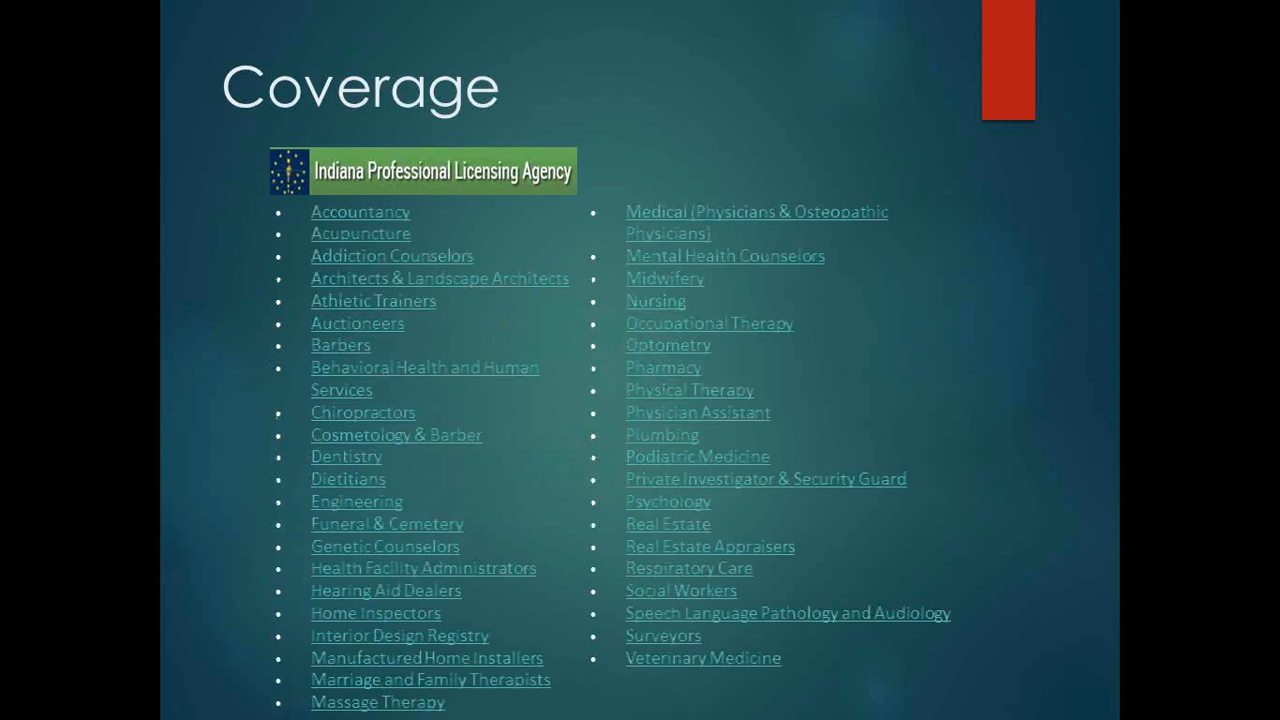 Coverage
Indiana Professional Licensing Agency
• Accountancy
• Acupuncture
• Addiction Counselors
• Architects & Landscape Architects
• Athletic Trainers
• Auctioneers
• Barbers
• Behavioral Health and Human
Services
• Chiropractors
• Cosmetology & Barber
• Dentistry
• Dietitians
• Engineering
• Funeral & Cemetery
• Genetic Counselors
• Health Facility Administrators
• Hearing Aid Dealers
• Home Inspectors
• Interior Design Registry
• Manufactured Home Installers
• Marriage and Family Therapists
• Massage Therapy
• Medical (Physicians & Osteopathic
Physicians)
• Mental Health Counselors
• Midwifery
• Nursing
• Occupational Therapy
• Optometry
• Pharmacy
• Physical Therapy
• Physician Assistant
• Plumbing
• Podiatric Medicine
• Private Investigator & Security Guard
• Psychology
• Real Estate
• Real Estate Appraisers
• Respiratory Care
• Social Workers
• Speech Language Pathology and Audiology
• Surveyors
• Veterinary Medicine